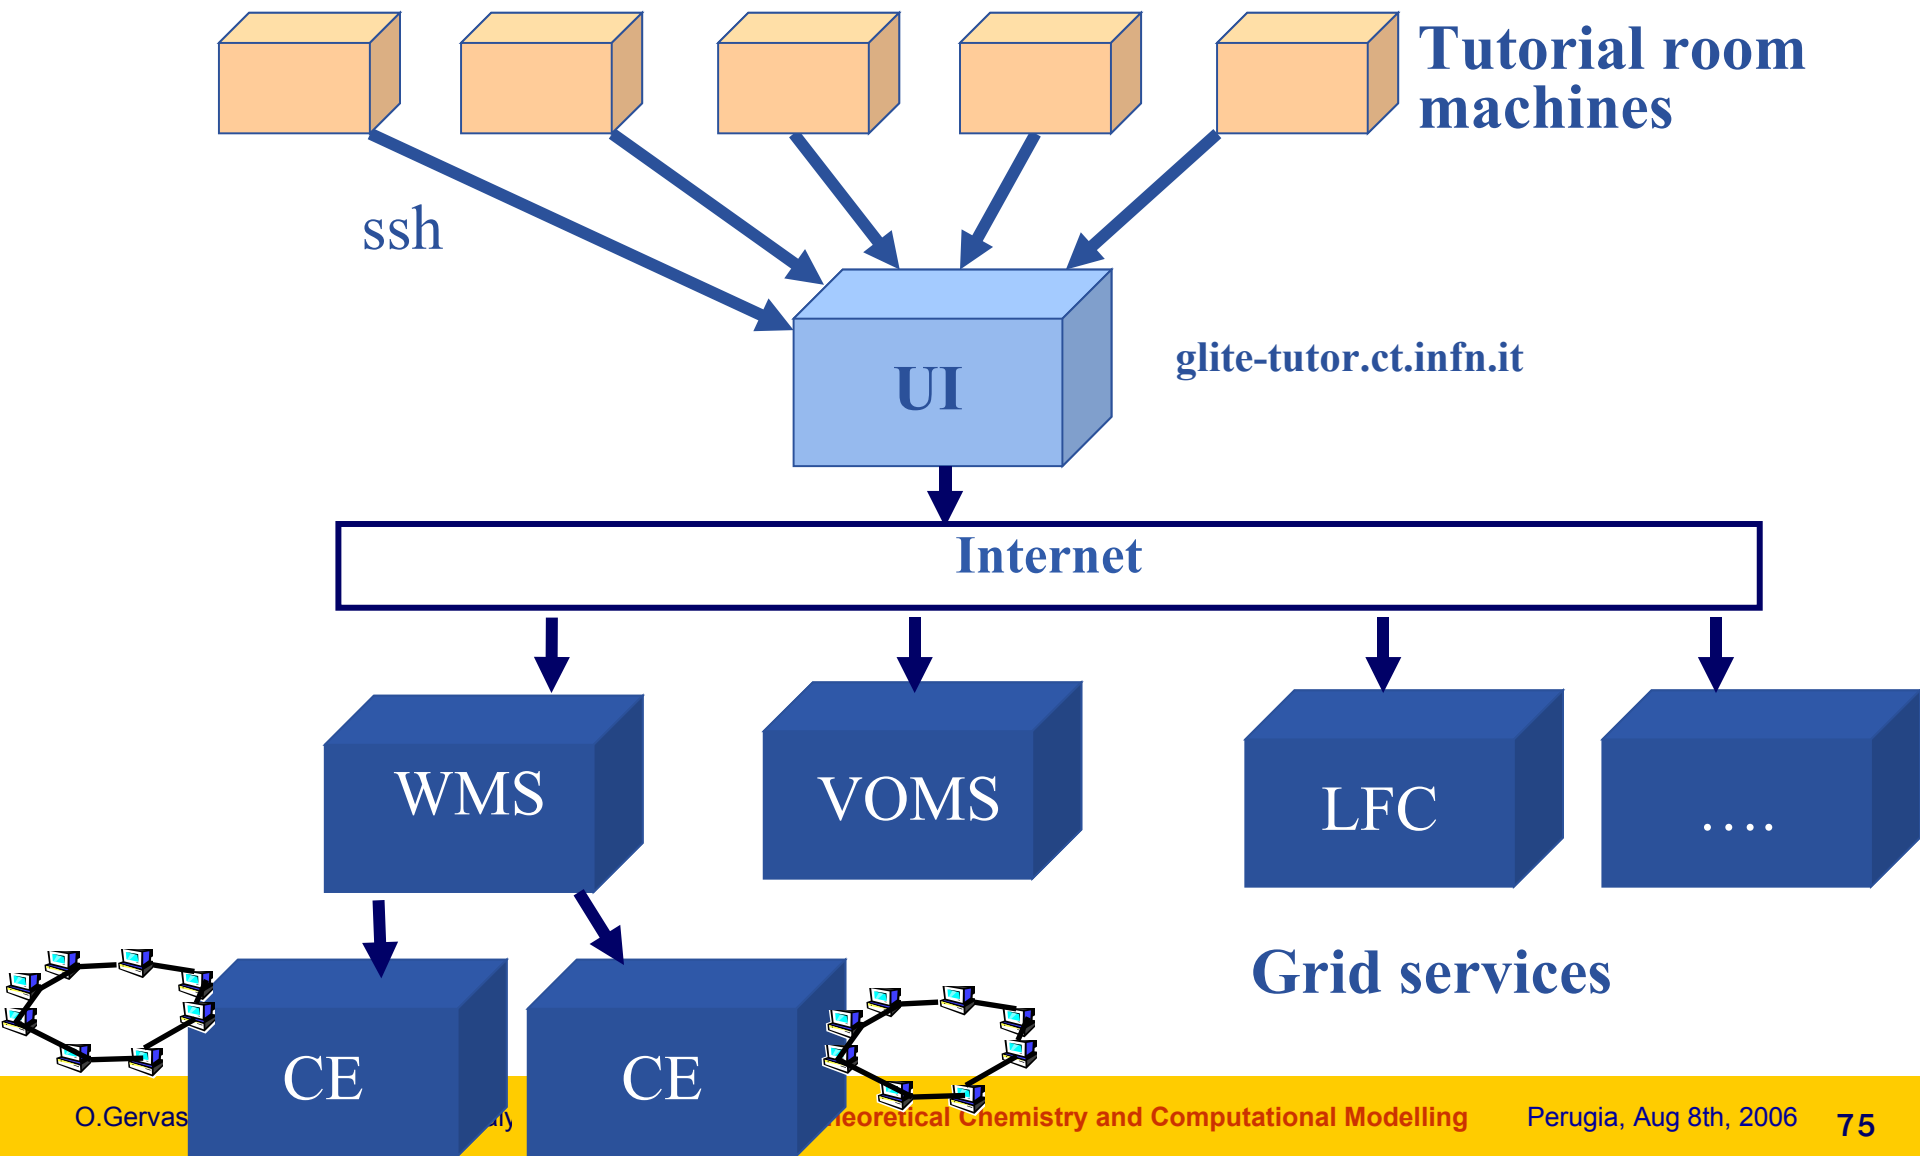 Tutorial room
machines
ssh
glite-tutor.ct.infn.it
UI
Internet
WMS
VOMS
LFC
….
Grid services
CE
CE
Chemistry and Computational Modelling
Perugia, Aug 8th, 2006
75